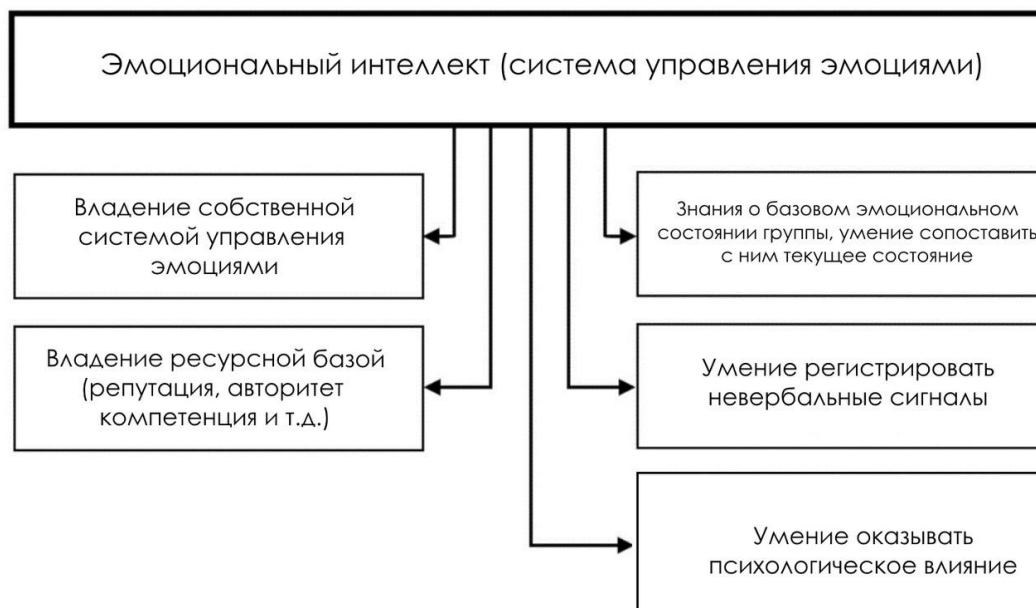 Эмоциональный интеллект (система управления эмоциями)
Владение собственной
системой управления
эмоциями
Владение ресурсной базой
(репутация, авторитет
компетенция и т.д.)
Знания о базовом эмоциональном
состоянии группы, умение сопоставить
с ним текущее состояние
Умение регистрировать
невербальные сигналы
Умение оказывать
психологическое влияние